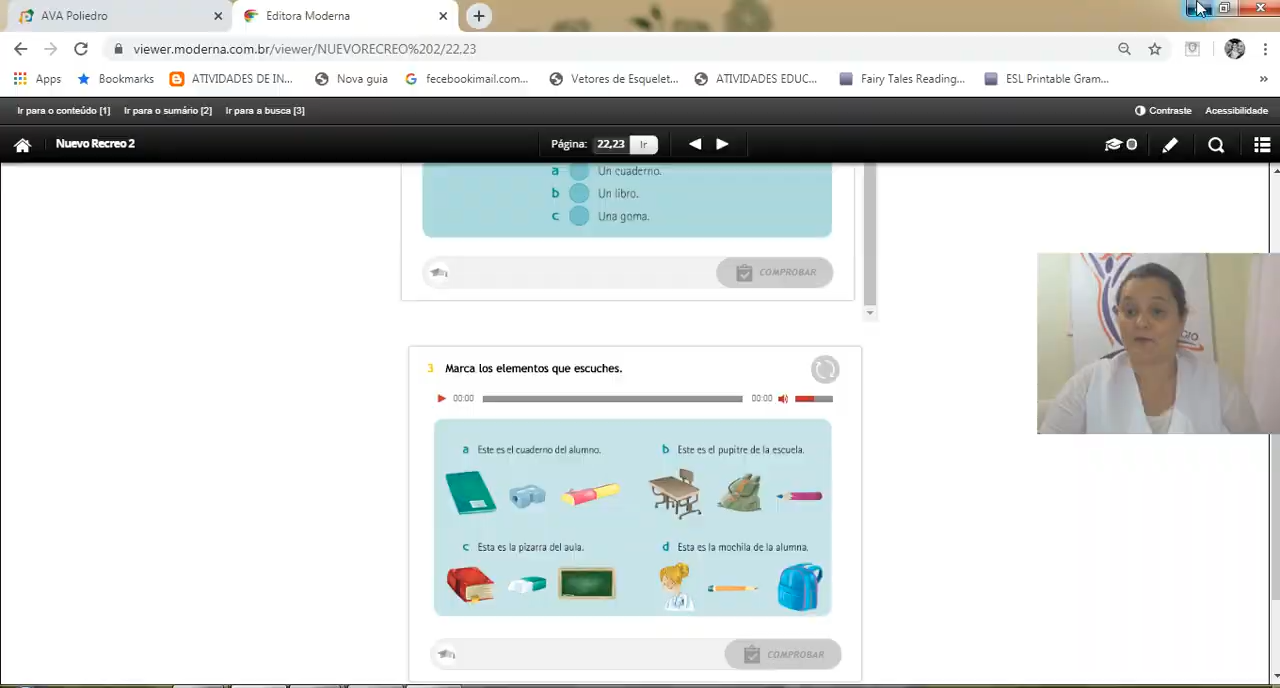 AVA Poliedro
Editora Moderna
viewer.moderna.com.br/viewer/NUEVORECREO%202/22,23
Apps Bookmarks ATIVIDADES DE IN... Nova guia fecebookimail.com... Vetores de Esquelet... ATIVIDADES EDUC... Fairy Tales Reading... ESL Printable Gram... »
Ir para o conteúdo [1] Ir para o sumário [2] Ir para a busca [3] Contraste Acessibilidade
Nuevo Recreo 2 Página: 22,23 Ir
a Un cuaderno.
b Un libro.
c Una goma.
COMPROBAR
3 Marca los elementos que escuches.
00:00 00:00
a Este es el cuaderno del alumno. b Este es el pupitre de la escuela.
c Esta es la pizarra del aula. d Esta es la mochila de la alumna.
COMPROBAR